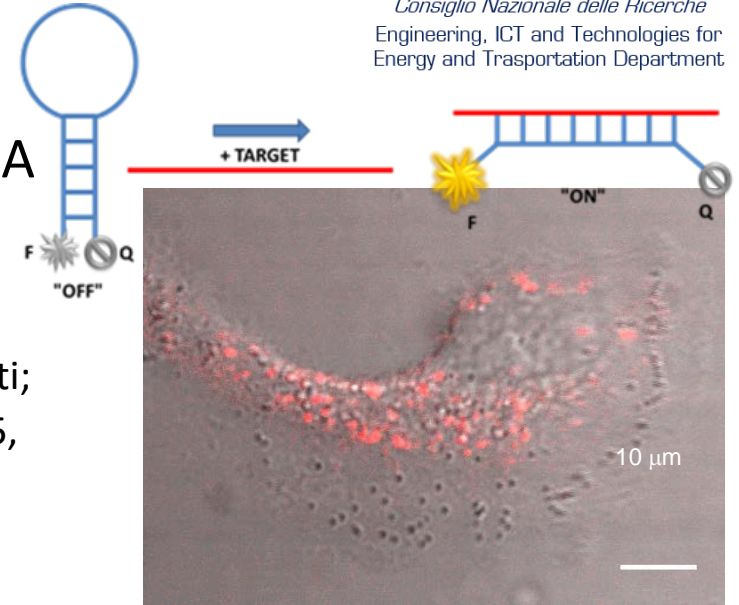 Consiglio Nazionale delle Ricerche
Engineering, ICT and Technologies for
Energy and Trasportation Department
A
+ TARGET
F
Q
"OFF"
F
"ON"
Q
ti;
5,
10 μm